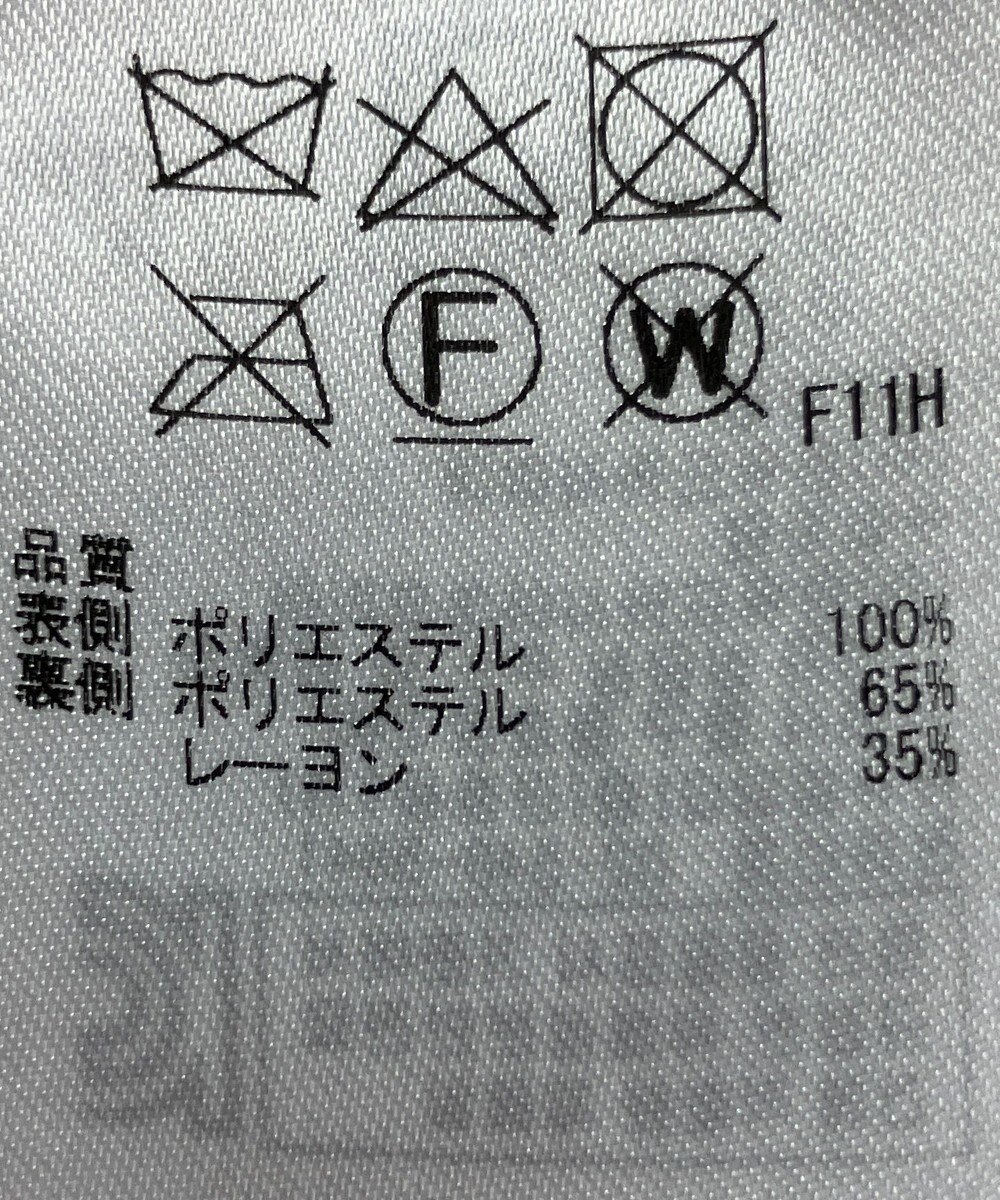 F W F11H
品質
表側 ポリエステル 100%
裏側 ポリエステル 65%
レーヨン 35%